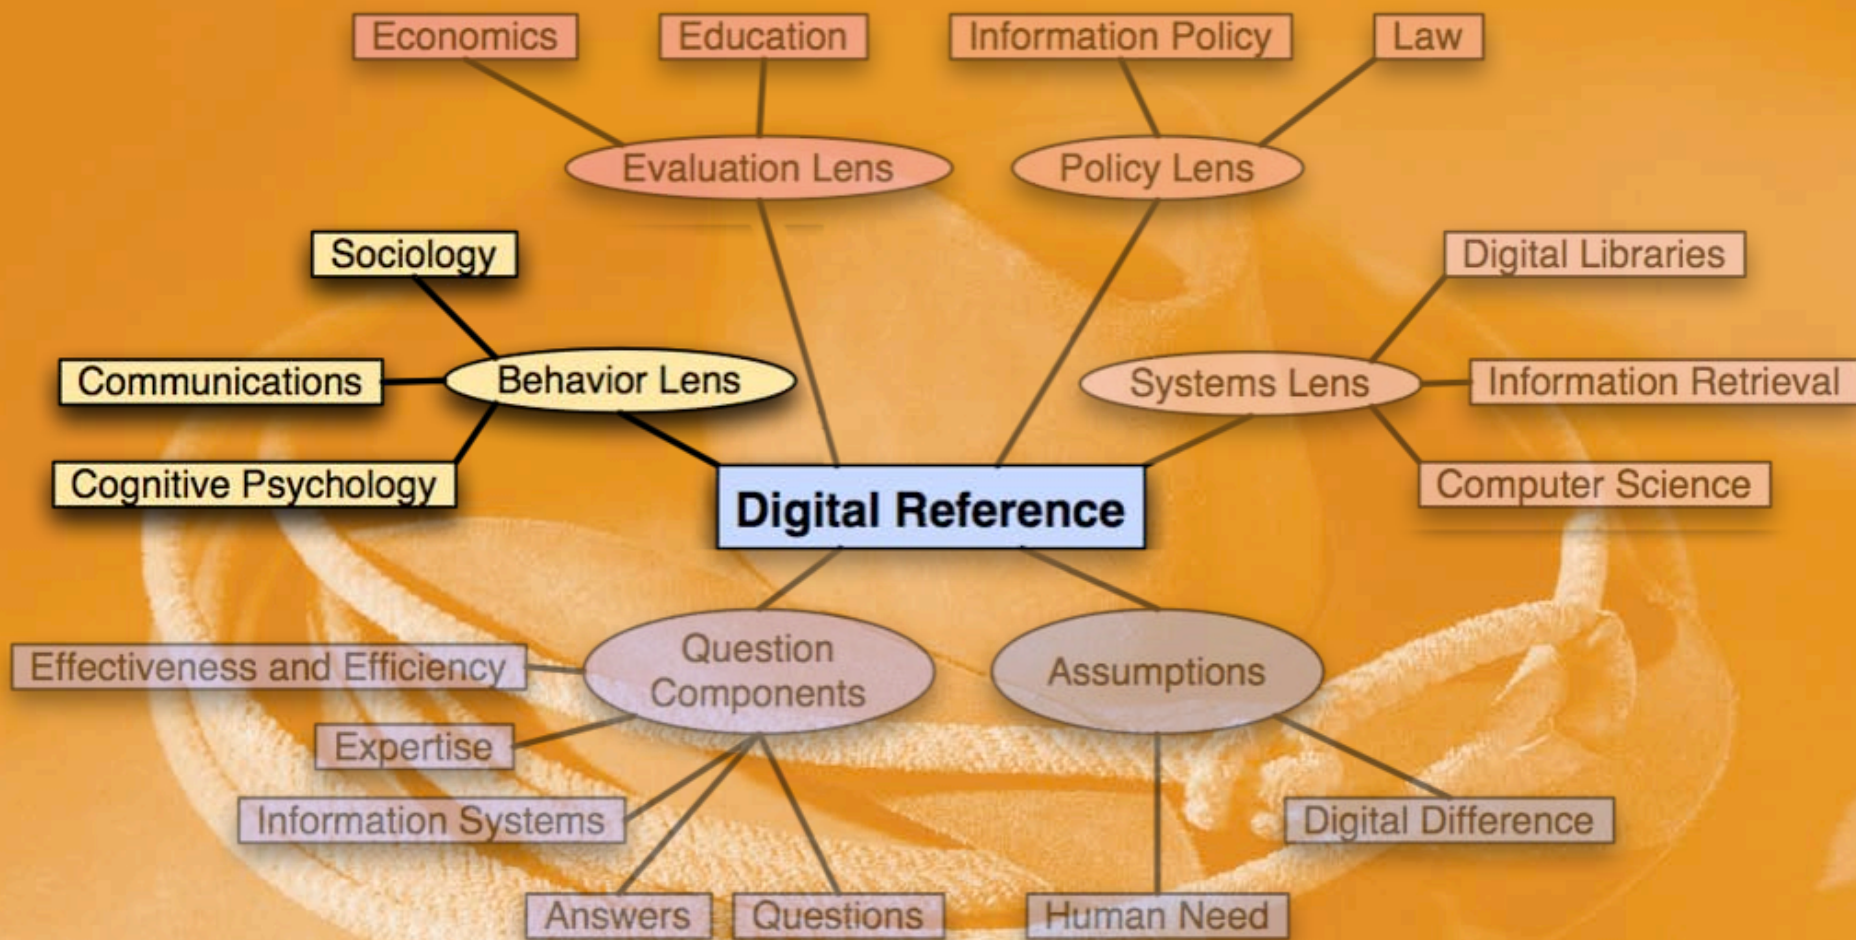 Economics
Education
Information Policy
Law
Evaluation Lens
Policy Lens
Sociology
Digital Libraries
Communications
Behavior Lens
Systems Lens
Information Retrieval
Cognitive Psychology
Computer Science
Digital Reference
Question
Components
Assumptions
Effectiveness and Efficiency
Expertise
Information Systems
Digital Difference
Answers
Questions
Human Need